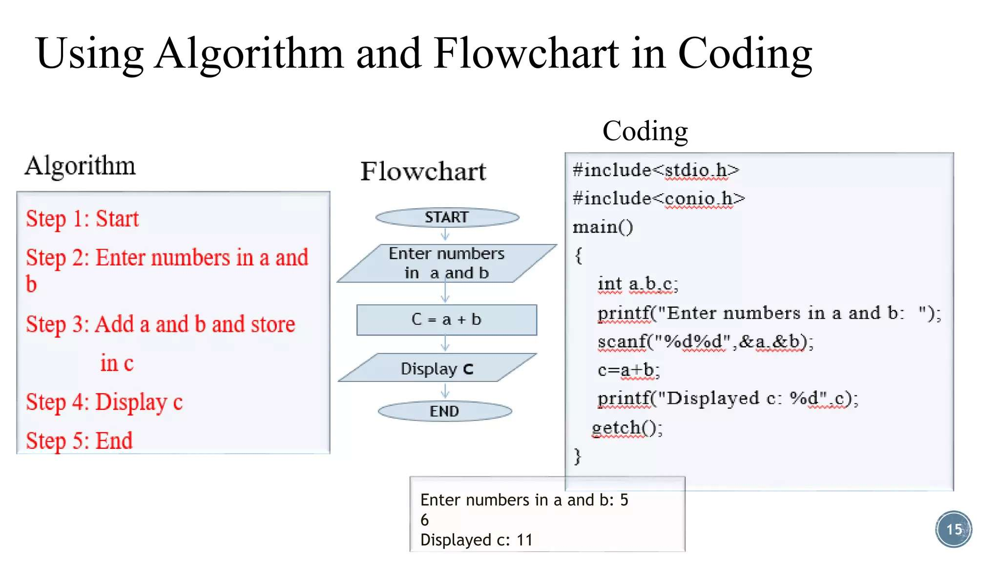 Using Algorithm and Flowchart in Coding
Algorithm
Step 1: Start
Step 2: Enter numbers in a and
b
Step 3: Add a and b and store
in c
Step 4: Display c
Step 5: End
Flowchart
START
Enter numbers
in a and b
C = a + b
Display C
END
Coding
#include<stdio.h>
#include<conio.h>
main()
{
int a,b,c;
printf("Enter numbers in a and b:  ");
scanf("%d%d",&a,&b);
c=a+b;
printf("Displayed c: %d",c);
getch();
}
Enter numbers in a and b: 5
6
Displayed c: 11
15